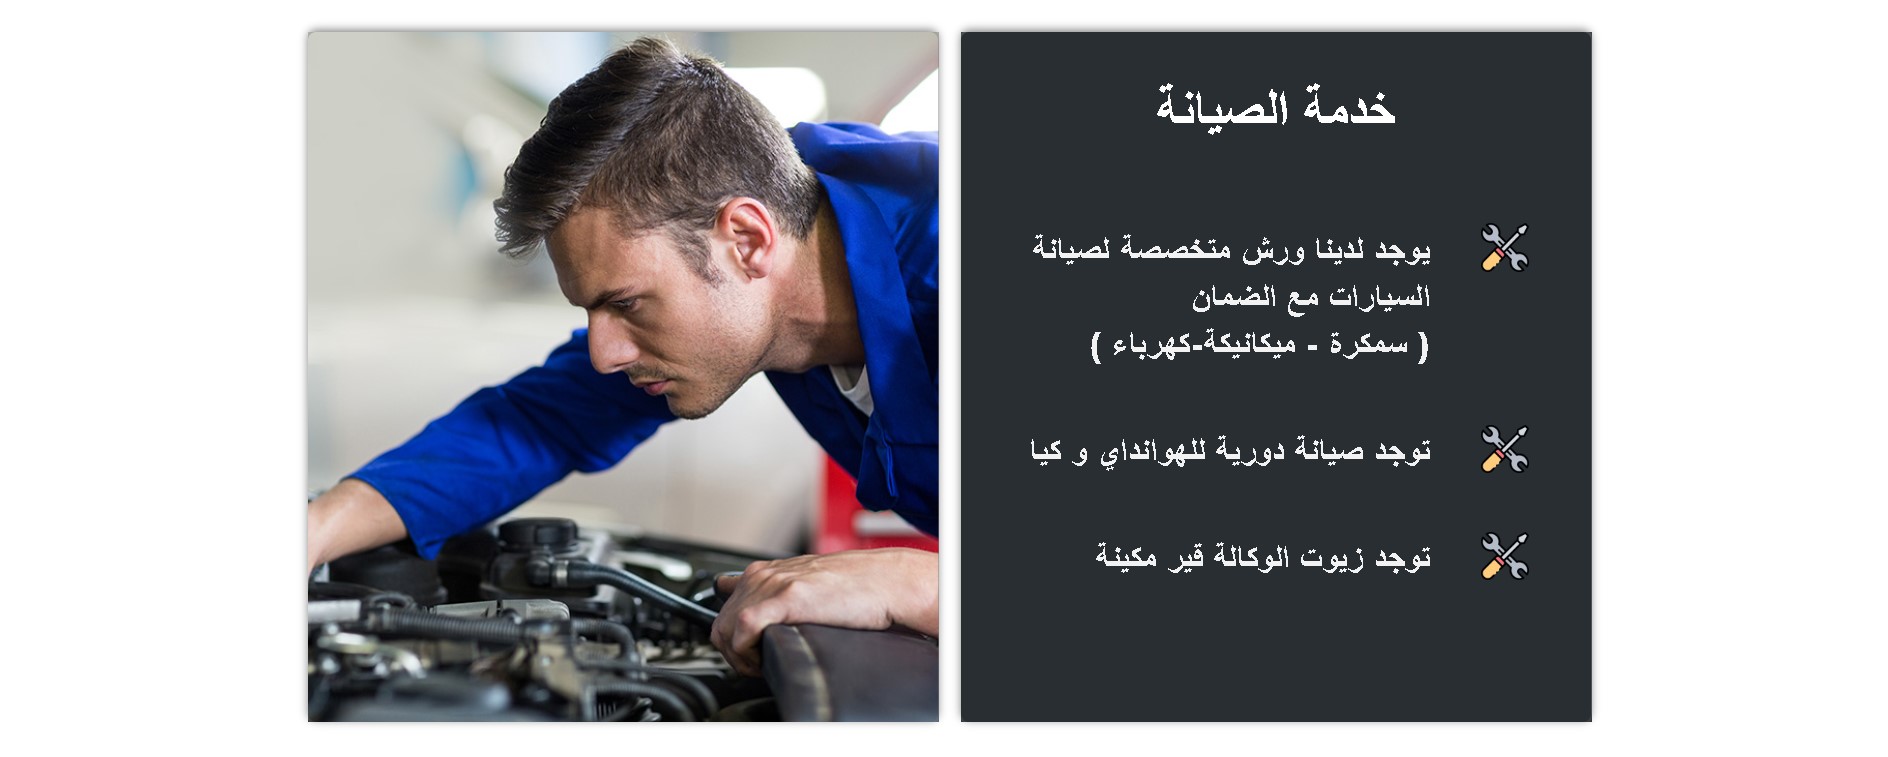 خدمة الصيانة
يوجد لدينا ورش متخصصة لصيانة
السيارات مع الضمان
( سمكرة - ميكانيكة-كهرباء )
توجد صيانة دورية للهوانداي و كيا
توجد زيوت الوكالة قير مكينة